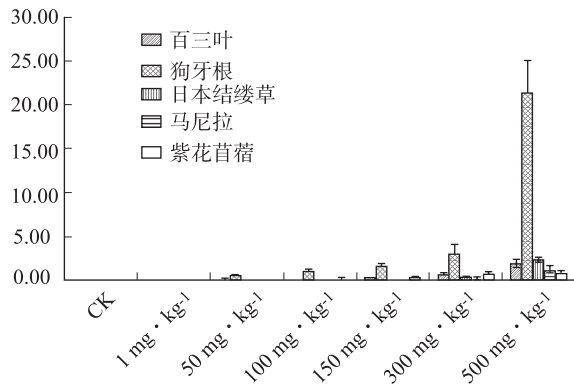 30.00
25.00
20.00
15.00
10.00
5.00
0.00
百三叶
狗牙根
日本结缕草
马尼拉
紫花苜蓿
CK
1 mg·kg⁻¹
50 mg·kg⁻¹
100 mg·kg⁻¹
150 mg·kg⁻¹
300 mg·kg⁻¹
500 mg·kg⁻¹